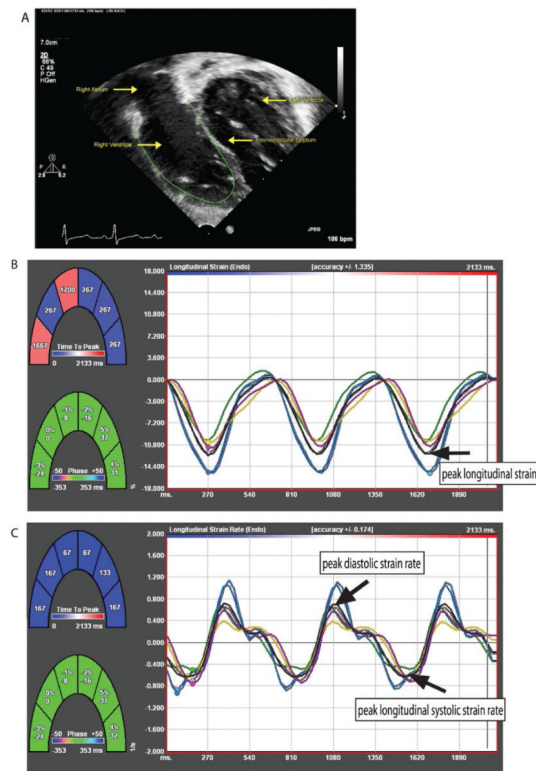 A
7.0cm
2D
66%
C 49
P Off
HGen
Right Atrium
Left Ventricle
Right Ventricle
Interventricular Septum
P R
2.9 6.2
JPEG
106 bpm
B
Longitudinal Strain (Endo) [accuracy +/- 1.335] 2133 ms.
1200 267
267 267
1667 267
Time To Peak
0 2133 ms
-1% -2%
8 -16
0% 5%
0 37
3% 4%
24 31
-50 Phase +50
-353 353 ms
%
18.000
14.400
10.800
7.200
3.600
0.000
-3.600
-7.200
-10.800
-14.400
-18.000
ms. 270 540 810 1350 1620 1890
peak longitudinal strain
C
Longitudinal Strain Rate (Endo) [accuracy +/- 0.174] 2133 ms.
67 67
167 133
167 167
Time To Peak
0 2133 ms
-1% -2%
8 -16
0% 5%
0 37
3% 4%
24 32
-50 Phase +50
-353 353 ms
1/s
2.000
1.600
1.200
0.800
0.400
0.000
-0.400
-0.800
-1.200
-1.600
-2.000
ms. 270 540 810 1080 1350 1620 1890
peak diastolic strain rate
peak longitudinal systolic strain rate